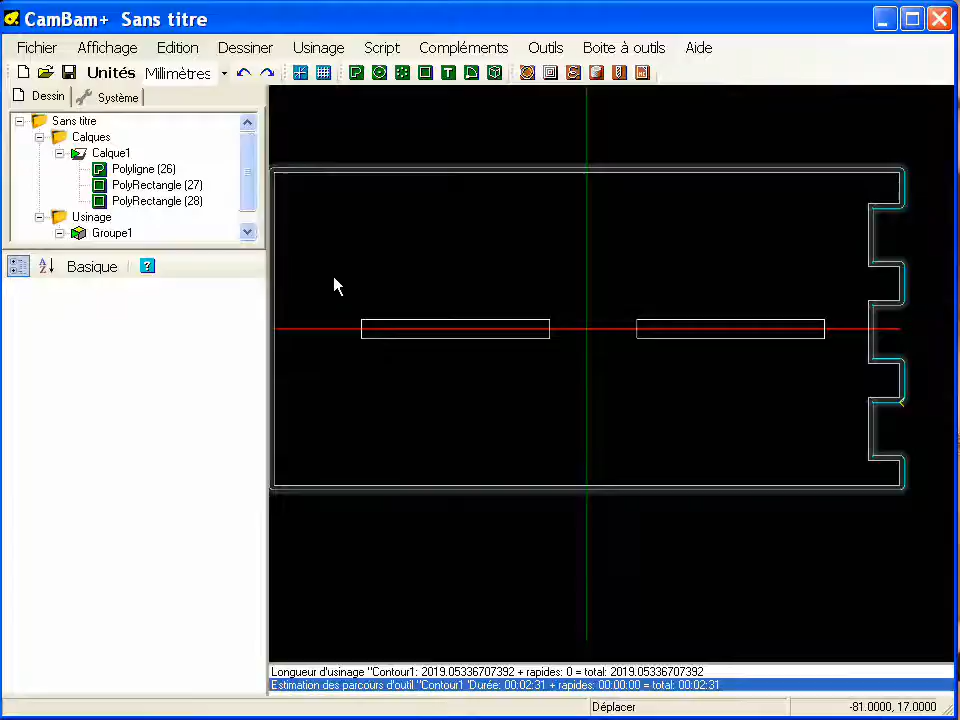 CamBam+ Sans titre
Fichier Affichage Edition Dessiner Usinage Script Compléments Outils Boite à outils Aide
Unités Millimètres
Dessin Système
Sans titre
Calques
Calque1
Polyligne (26)
PolyRectangle (27)
PolyRectangle (28)
Usinage
Groupe1
Basique
Longueur d'usinage "Contour1: 2019.05336707392 + rapides: 0 = total: 2019.05336707392
Estimation des parcours d'outil "Contour1 "Durée: 00:02:31 + rapides: 00:00:00 = total: 00:02:31
Déplacer -81.0000, 17.0000